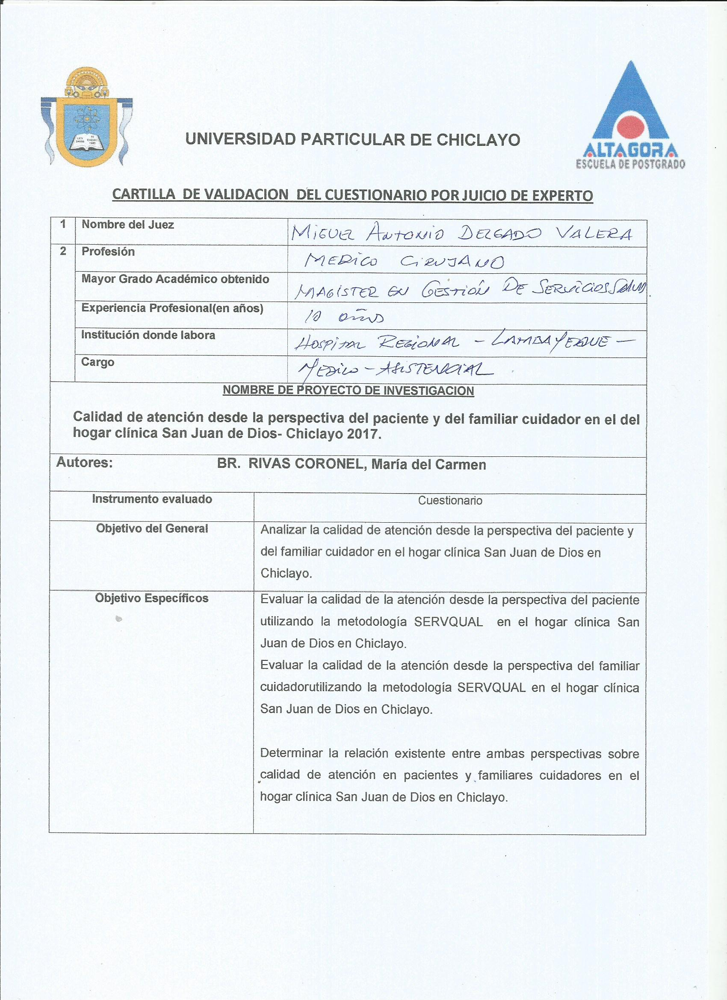 UNIVERSIDAD PARTICULAR DE CHICLAYO
ALTAGORA
ESCUELA DE POSTGRADO
CARTILLA DE VALIDACION DEL CUESTIONARIO POR JUICIO DE EXPERTO
1 Nombre del Juez MIGUEL ANTONIO DELGADO VALERA
2 Profesión MEDICO CIRUJANO
Mayor Grado Académico obtenido MAGISTER EN GESTIÓN DE SERVICIOS SALUD.
Experiencia Profesional(en años) 10 años
Institución donde labora HOSPITAL REGIONAL - LAMBAYEQUE -
Cargo MEDICO - ASISTENCIAL
NOMBRE DE PROYECTO DE INVESTIGACION
Calidad de atención desde la perspectiva del paciente y del familiar cuidador en el del
hogar clínica San Juan de Dios- Chiclayo 2017.
Autores: BR. RIVAS CORONEL, María del Carmen
Instrumento evaluado Cuestionario
Objetivo del General Analizar la calidad de atención desde la perspectiva del paciente y
del familiar cuidador en el hogar clínica San Juan de Dios en
Chiclayo.
Objetivo Específicos Evaluar la calidad de la atención desde la perspectiva del paciente
utilizando la metodología SERVQUAL en el hogar clínica San
Juan de Dios en Chiclayo.
Evaluar la calidad de la atención desde la perspectiva del familiar
cuidadorutilizando la metodología SERVQUAL en el hogar clínica
San Juan de Dios en Chiclayo.
Determinar la relación existente entre ambas perspectivas sobre
calidad de atención en pacientes y familiares cuidadores en el
hogar clínica San Juan de Dios en Chiclayo.